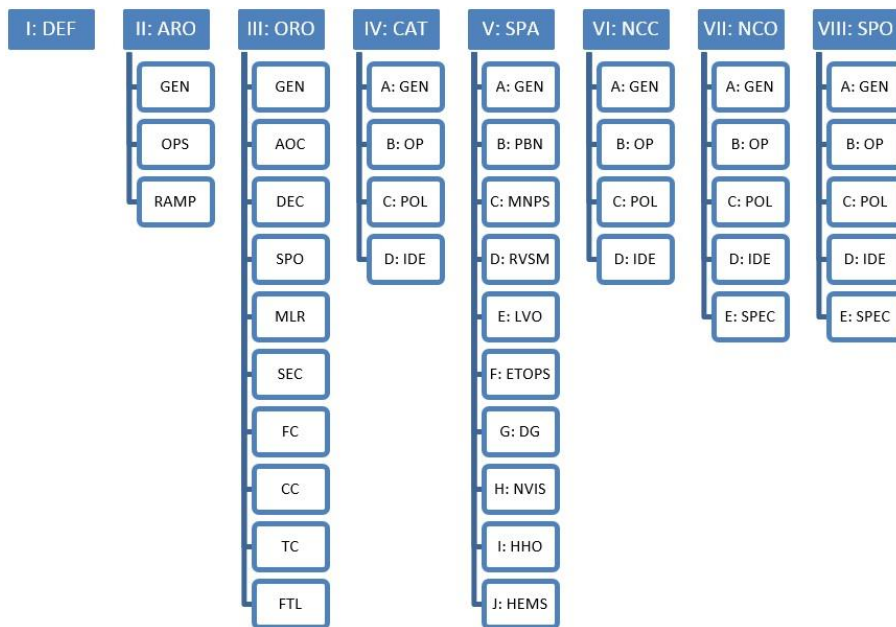 I: DEF
II: ARO
GEN
OPS
RAMP
III: ORO
GEN
AOC
DEC
SPO
MLR
SEC
FC
CC
TC
FTL
IV: CAT
A: GEN
B: OP
C: POL
D: IDE
V: SPA
A: GEN
B: PBN
C: MNPS
D: RVSM
E: LVO
F: ETOPS
G: DG
H: NVIS
I: HHO
J: HEMS
VI: NCC
A: GEN
B: OP
C: POL
D: IDE
VII: NCO
A: GEN
B: OP
C: POL
D: IDE
E: SPEC
VIII: SPO
A: GEN
B: OP
C: POL
D: IDE
E: SPEC